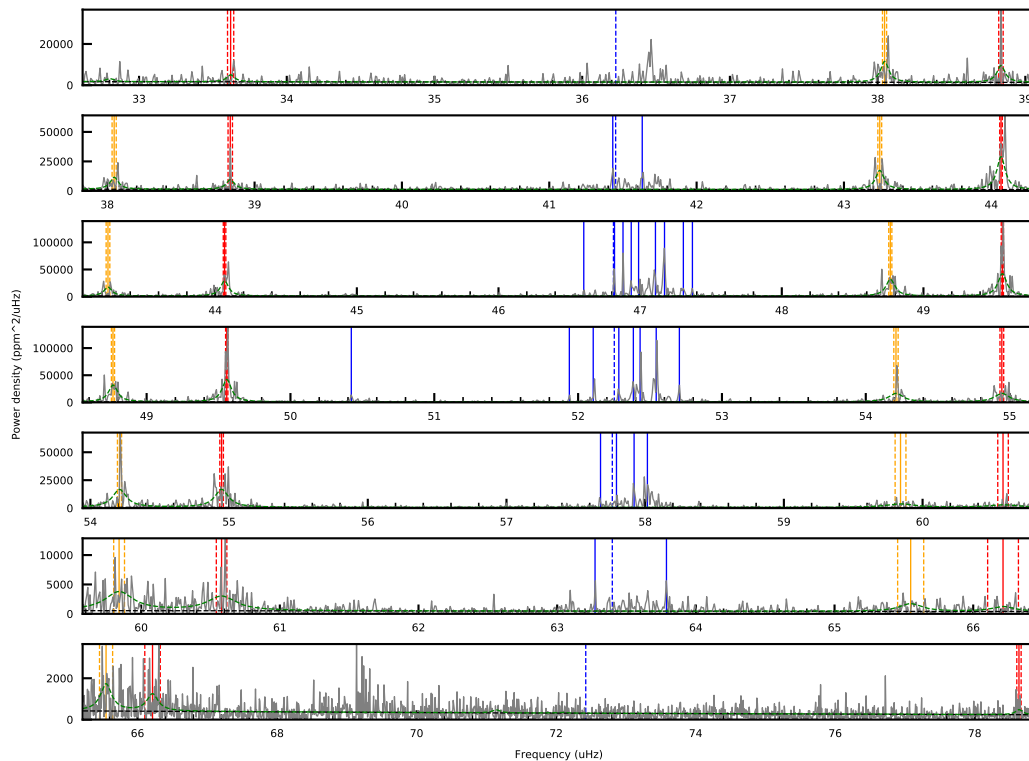 20000
0
33 34 35 36 37 38 39
50000
25000
0
38 39 40 41 42 43 44
100000
50000
0
44 45 46 47 48 49
100000
50000
0
49 50 51 52 53 54 55
Power density (ppm^2/uHz)
50000
25000
0
54 55 56 57 58 59 60
10000
5000
0
60 61 62 63 64 65 66
2000
0
66 68 70 72 74 76 78
Frequency (uHz)